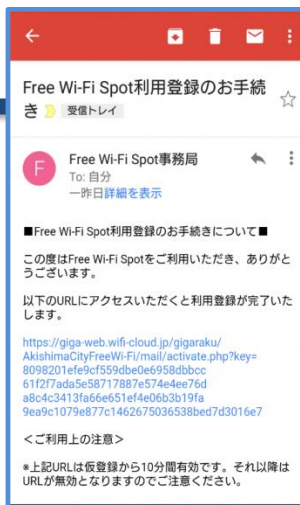 Free Wi-Fi Spot利用登録のお手続
き 受信トレイ
F
Free Wi-Fi Spot事務局
To: 自分
一昨日詳細を表示
■Free Wi-Fi Spot利用登録のお手続きについて■
この度はFree Wi-Fi Spotをご利用いただき、ありがと
うございます。
以下のURLにアクセスいただくと利用登録が完了いた
します。
https://giga-web.wifi-cloud.jp/gigaraku/
AkishimaCityFreeWi-Fi/mail/activate.php?key=
8098201efe9cf559dbe0e6958dbbcc
61f2f7ada5e58717887e574e4ee76d
a8c4c3413fa66e651ef4e06b3b19fa
9ea9c1079e877c1462675036538bed7d3016e7
＜ご利用上の注意＞
※上記URLは仮登録から10分間有効です。それ以降は
URLが無効となりますのでご注意ください。